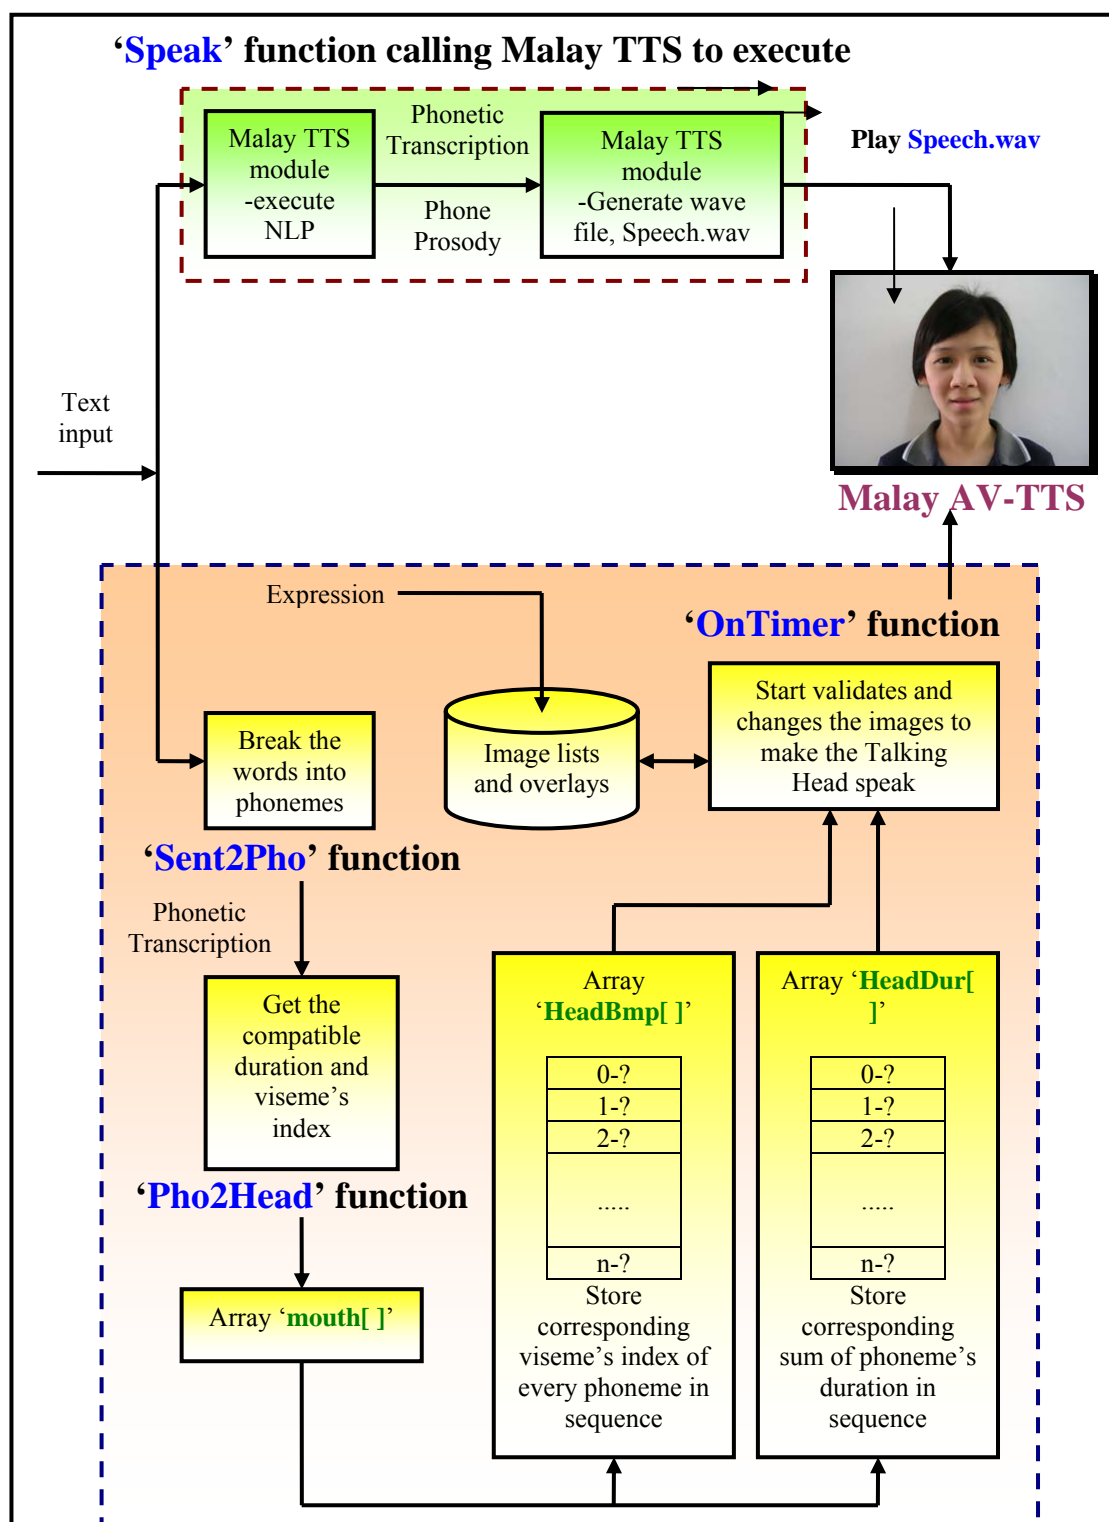 ‘Speak’ function calling Malay TTS to execute
Malay TTS
module
-execute
NLP
Phonetic
Transcription
Phone
Prosody
Malay TTS
module
-Generate wave
file, Speech.wav
Play Speech.wav
Malay AV-TTS
Text
input
Expression
‘OnTimer’ function
Start validates and
changes the images to
make the Talking
Head speak
Image lists
and overlays
Break the
words into
phonemes
‘Sent2Pho’ function
Phonetic
Transcription
Get the
compatible
duration and
viseme’s
index
‘Pho2Head’ function
Array ‘mouth[ ]’
Array
‘HeadBmp[ ]’
0-?
1-?
2-?
.....
n-?
Store
corresponding
viseme’s index of
every phoneme in
sequence
Array ‘HeadDur[
]’
0-?
1-?
2-?
.....
n-?
Store
corresponding
sum of phoneme’s
duration in
sequence